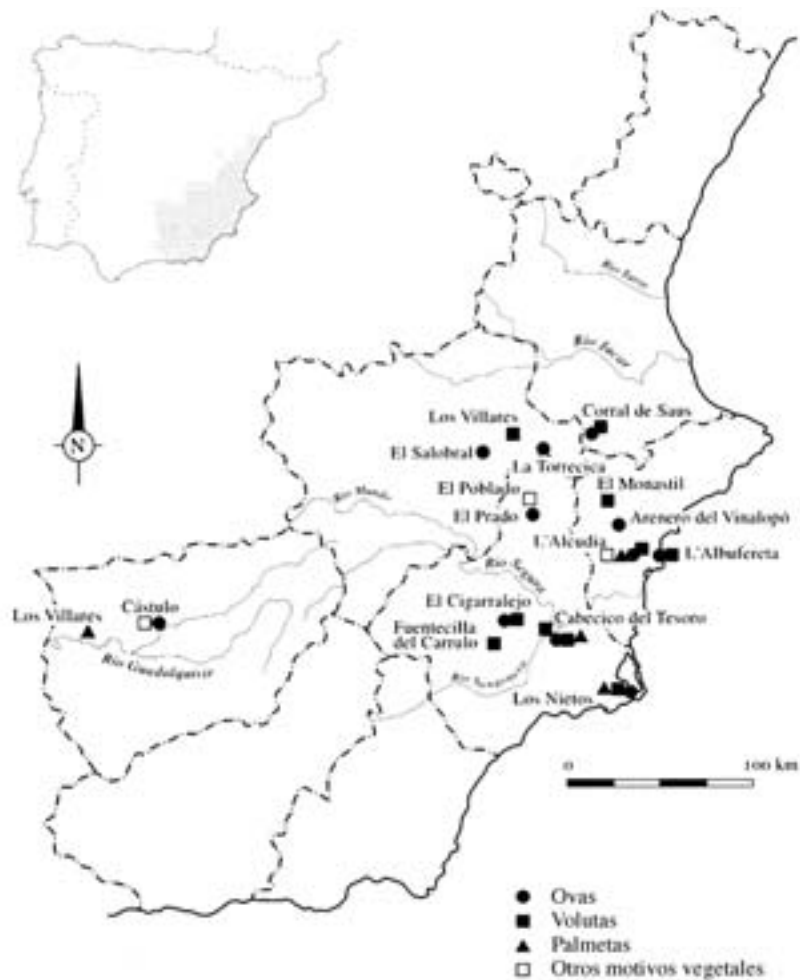 Río Turia
Río Júcar
Corral de Saus
Los Villares
El Salobral
La Torrecica
El Monastil
El Poblado
Río Mundo
El Prado
Arenero del Vinalopó
L'Alcudia
L'Albufereta
Río Segura
El Cigarralejo
Cabecico del Tesoro
Los Villares
Cástulo
Fuentecilla
del Carrulo
Río Guadalquivir
Los Nietos
N
0 100 km
Ovas
Volutas
Palmetas
Otros motivos vegetales